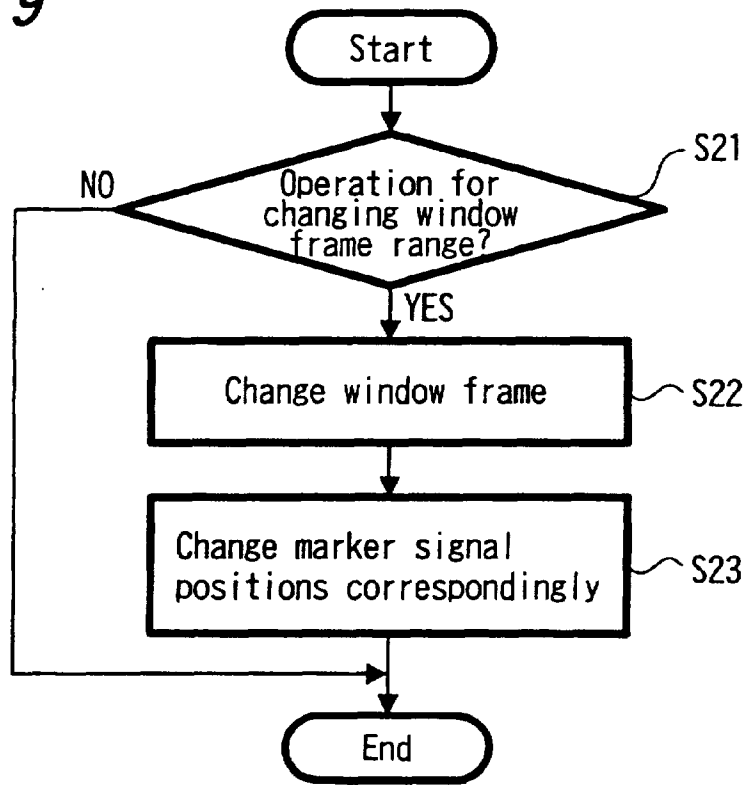 9
Start
S21
NO
Operation for
changing window
frame range?
YES
Change window frame
S22
Change marker signal
positions correspondingly
S23
End